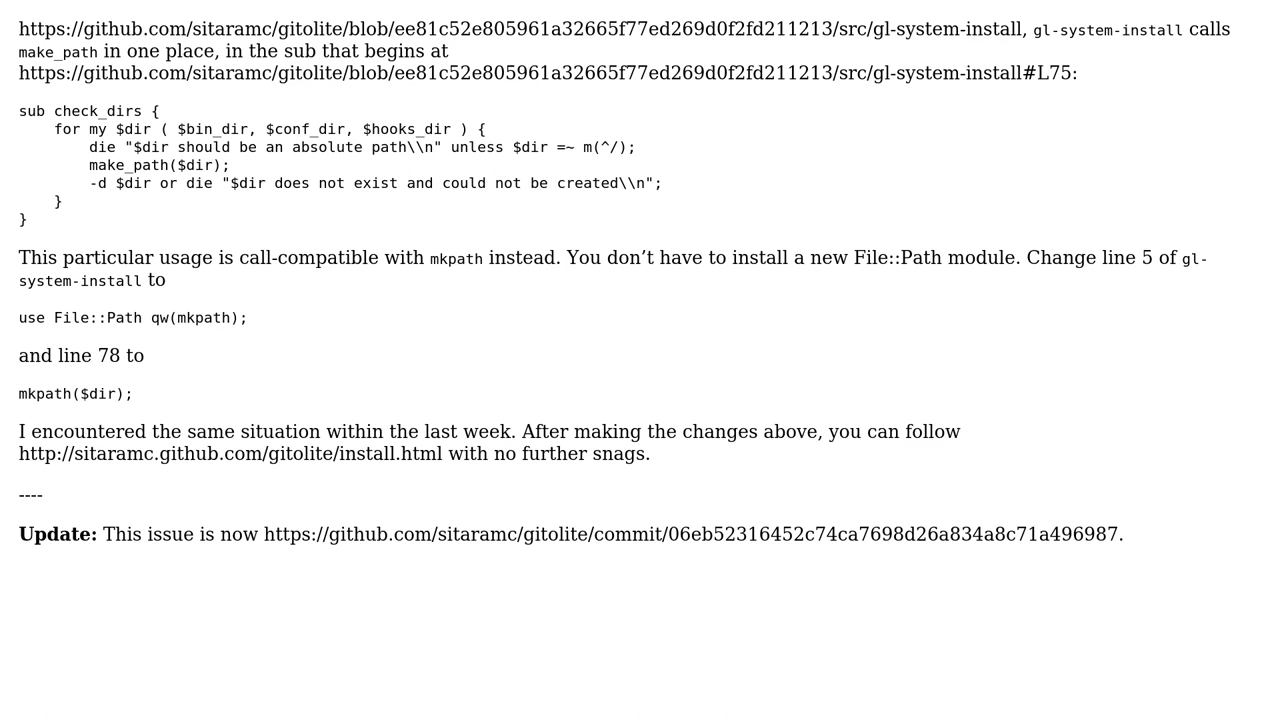 https://github.com/sitaramc/gitolite/blob/ee81c52e805961a32665f77ed269d0f2fd211213/src/gl-system-install, gl-system-install calls
make_path in one place, in the sub that begins at
https://github.com/sitaramc/gitolite/blob/ee81c52e805961a32665f77ed269d0f2fd211213/src/gl-system-install#L75:
sub check_dirs {
    for my $dir ( $bin_dir, $conf_dir, $hooks_dir ) {
        die "$dir should be an absolute path\\n" unless $dir =~ m(^/);
        make_path($dir);
        -d $dir or die "$dir does not exist and could not be created\\n";
    }
}
This particular usage is call-compatible with mkpath instead. You don’t have to install a new File::Path module. Change line 5 of gl-
system-install to
use File::Path qw(mkpath);
and line 78 to
mkpath($dir);
I encountered the same situation within the last week. After making the changes above, you can follow
http://sitaramc.github.com/gitolite/install.html with no further snags.
----
Update: This issue is now https://github.com/sitaramc/gitolite/commit/06eb52316452c74ca7698d26a834a8c71a496987.